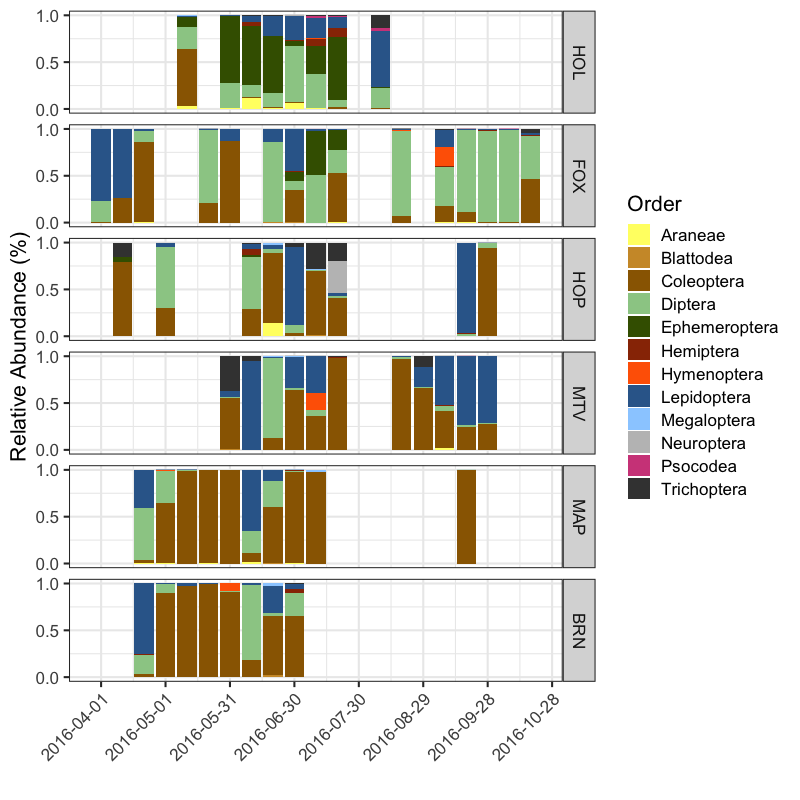 Relative Abundance (%)
1.0
0.5
0.0
HOL
1.0
0.5
0.0
FOX
1.0
0.5
0.0
HOP
1.0
0.5
0.0
MTV
1.0
0.5
0.0
MAP
1.0
0.5
0.0
BRN
2016-04-01
2016-05-01
2016-05-31
2016-06-30
2016-07-30
2016-08-29
2016-09-28
2016-10-28
Order
Araneae
Blattodea
Coleoptera
Diptera
Ephemeroptera
Hemiptera
Hymenoptera
Lepidoptera
Megaloptera
Neuroptera
Psocodea
Trichoptera